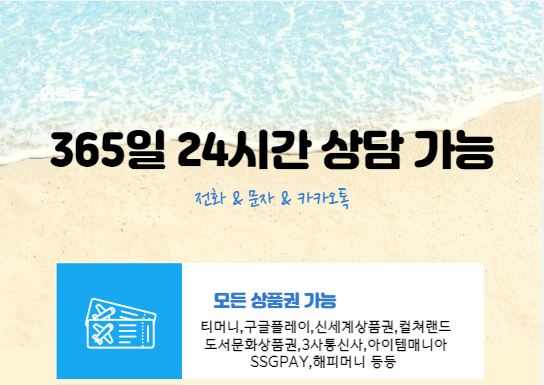 365일 24시간 상담 가능
전화 & 문자 & 카카오톡
모든 상품권 가능
티머니,구글플레이,신세계상품권,컬쳐랜드
도서문화상품권,3사통신사,아이템매니아
SSGPAY,해피머니 등등